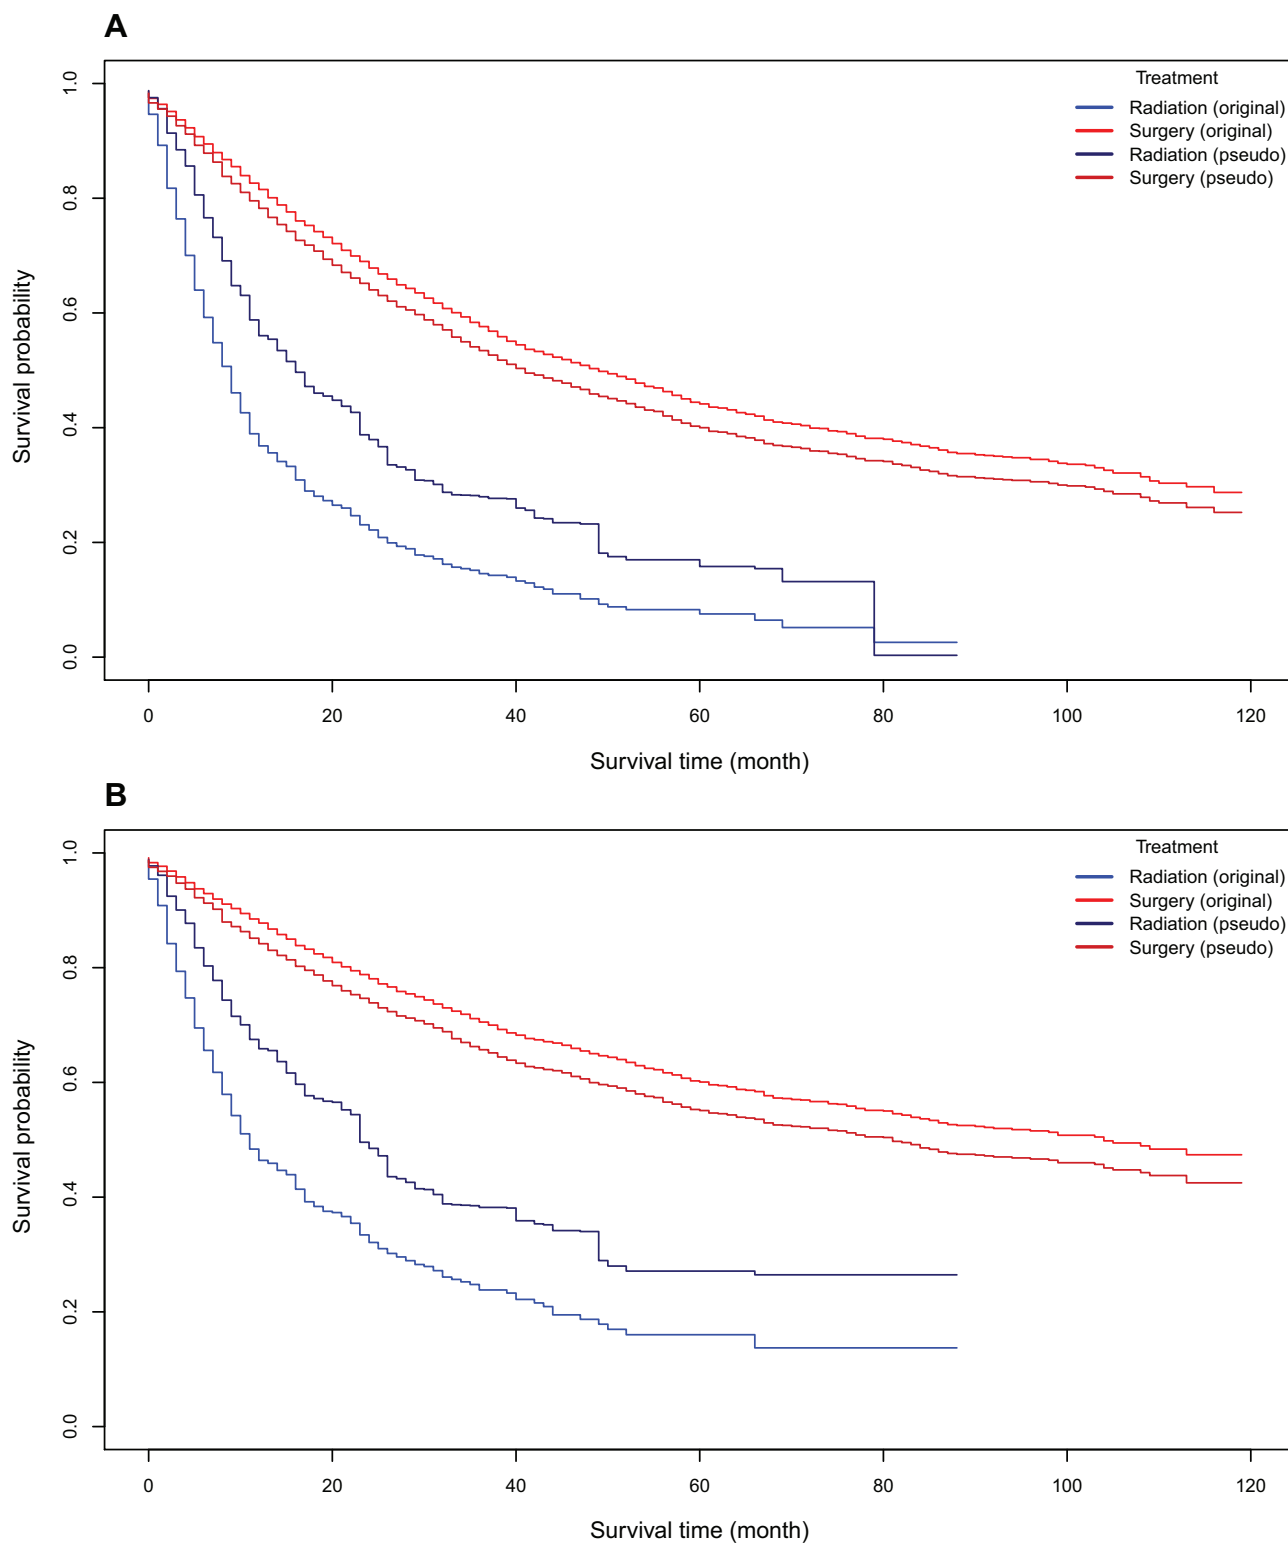 A
Treatment
Radiation (original)
Surgery (original)
Radiation (pseudo)
Surgery (pseudo)
Survival probability
1.0
0.8
0.6
0.4
0.2
0.0
0 20 40 60 80 100 120
Survival time (month)
B
Treatment
Radiation (original)
Surgery (original)
Radiation (pseudo)
Surgery (pseudo)
Survival probability
1.0
0.8
0.6
0.4
0.2
0.0
0 20 40 60 80 100 120
Survival time (month)